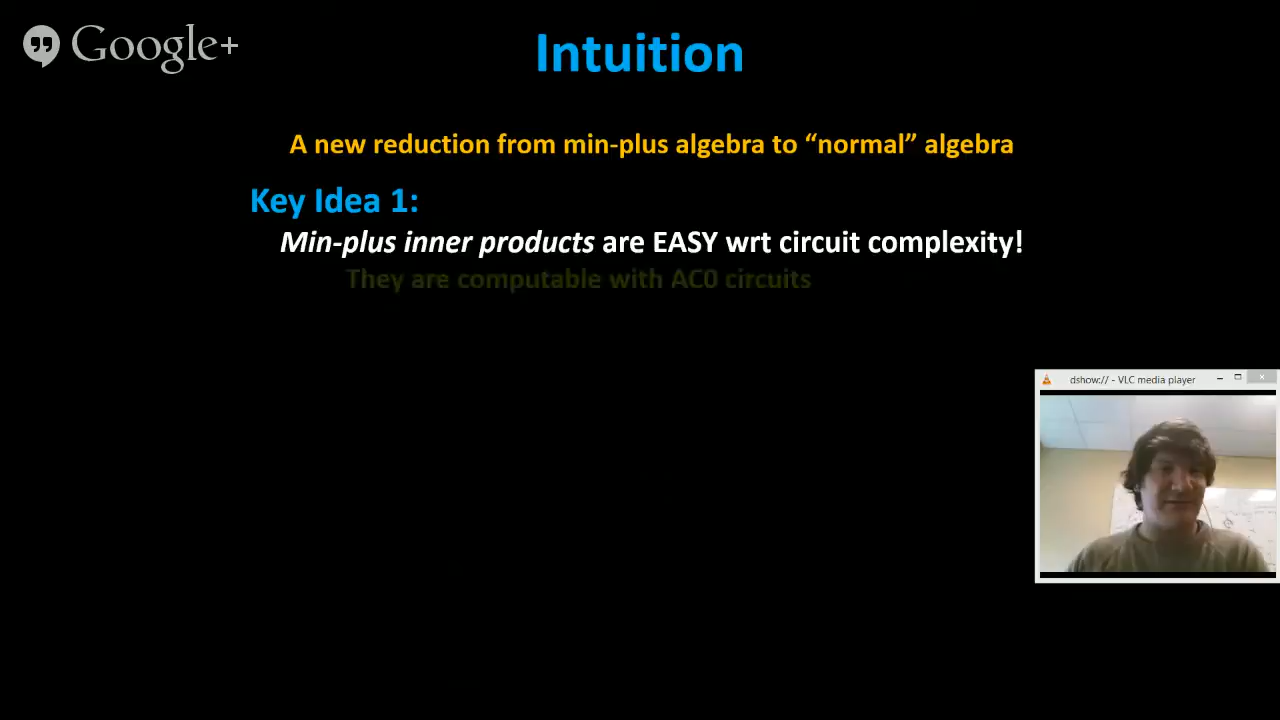 Google+
Intuition
A new reduction from min-plus algebra to “normal” algebra
Key Idea 1:
Min-plus inner products are EASY wrt circuit complexity!
They are computable with AC0 circuits
dshow:// - VLC media player